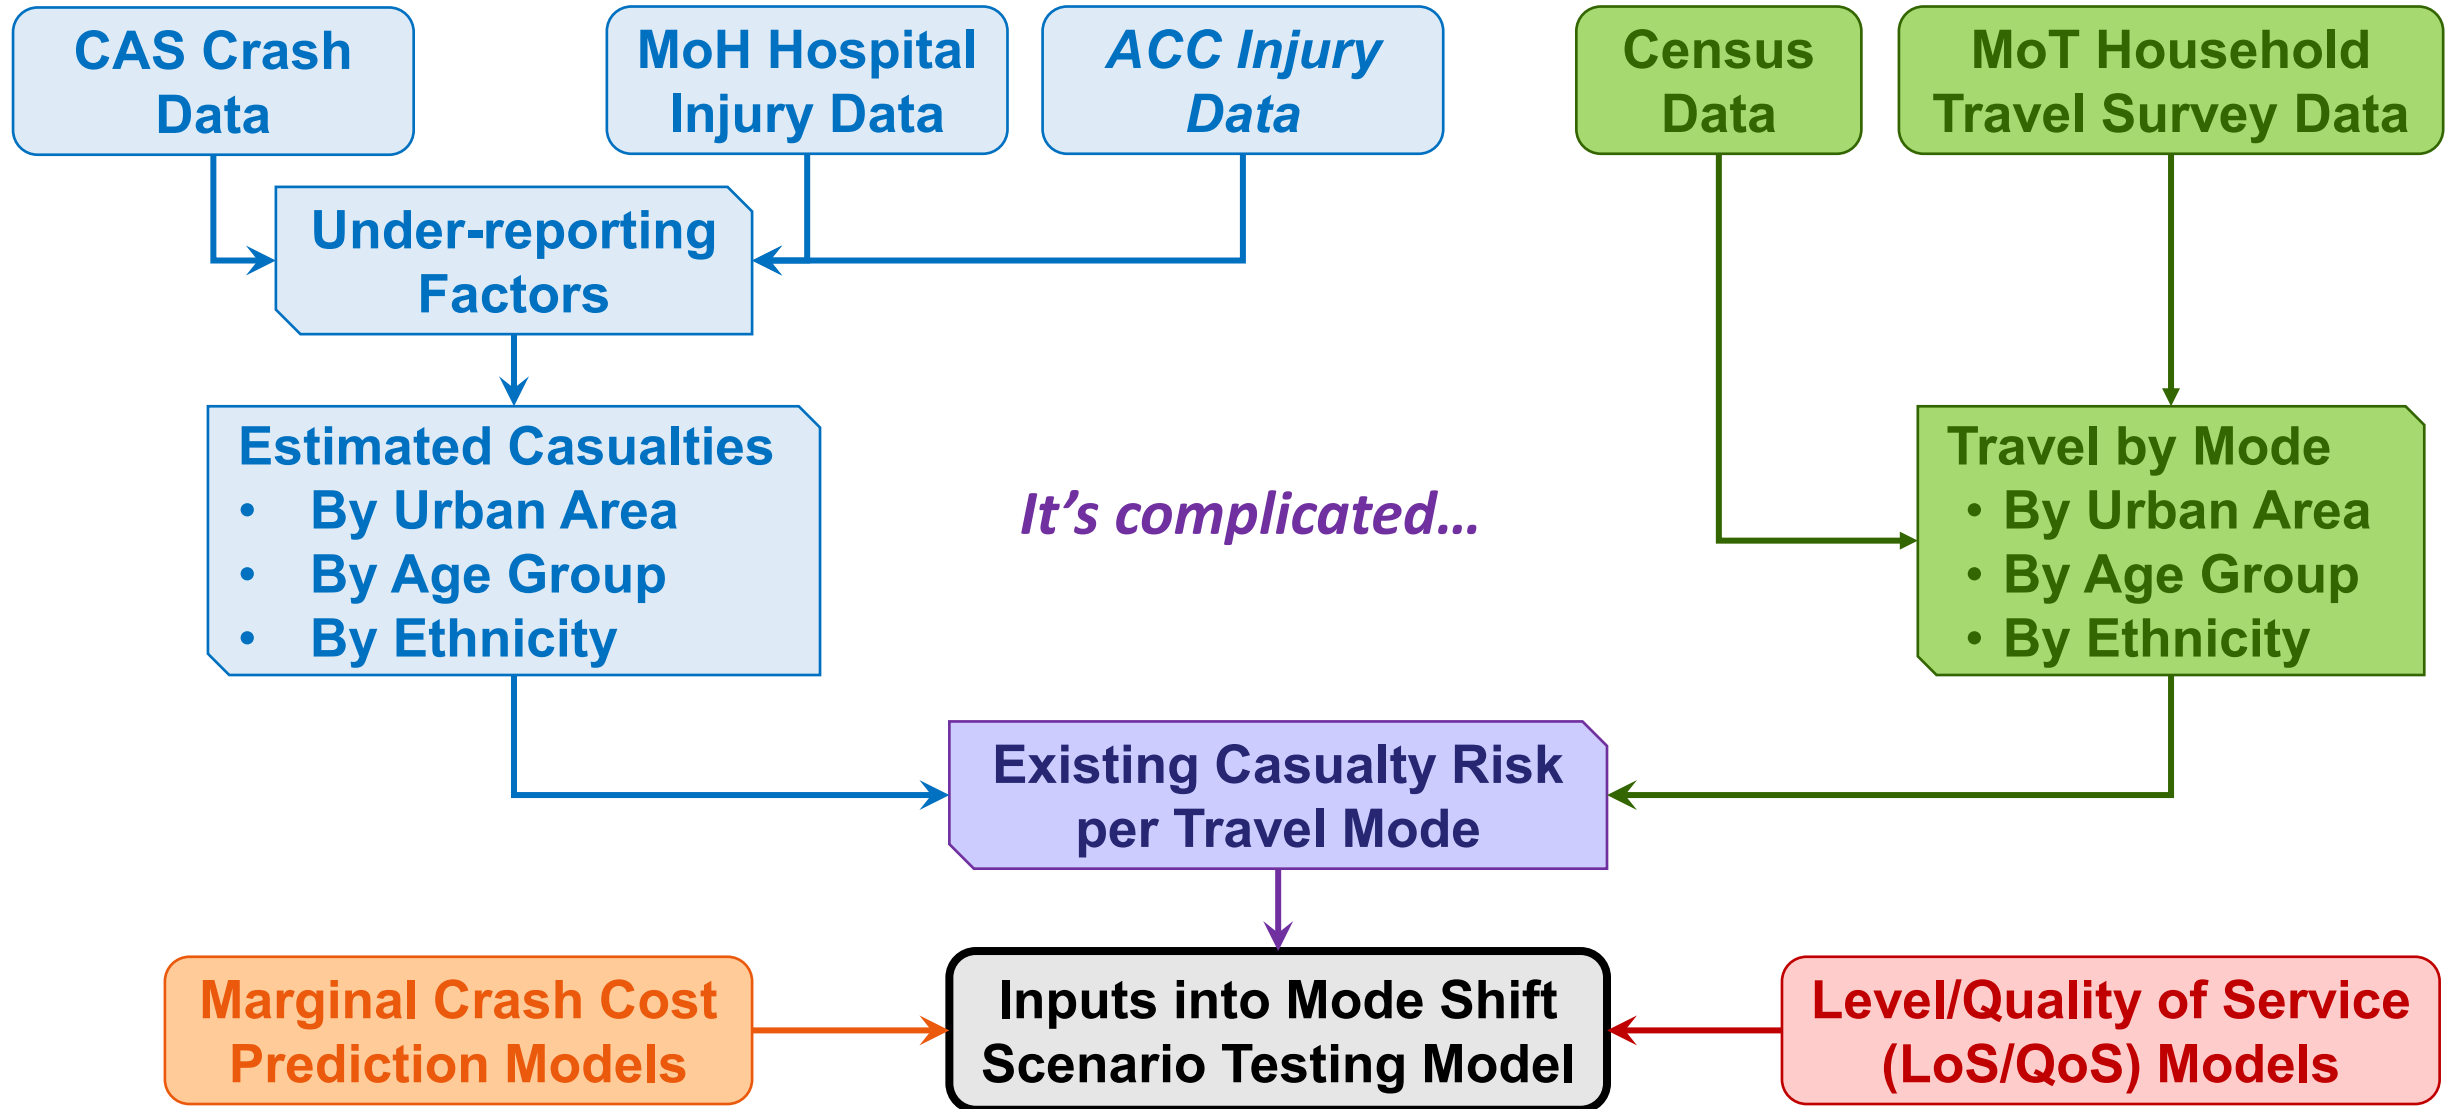 CAS Crash
Data
MoH Hospital
Injury Data
ACC Injury
Data
Census
Data
MoT Household
Travel Survey Data
Under-reporting
Factors
Estimated Casualties
• By Urban Area
• By Age Group
• By Ethnicity
It’s complicated…
Travel by Mode
• By Urban Area
• By Age Group
• By Ethnicity
Existing Casualty Risk
per Travel Mode
Marginal Crash Cost
Prediction Models
Inputs into Mode Shift
Scenario Testing Model
Level/Quality of Service
(LoS/QoS) Models